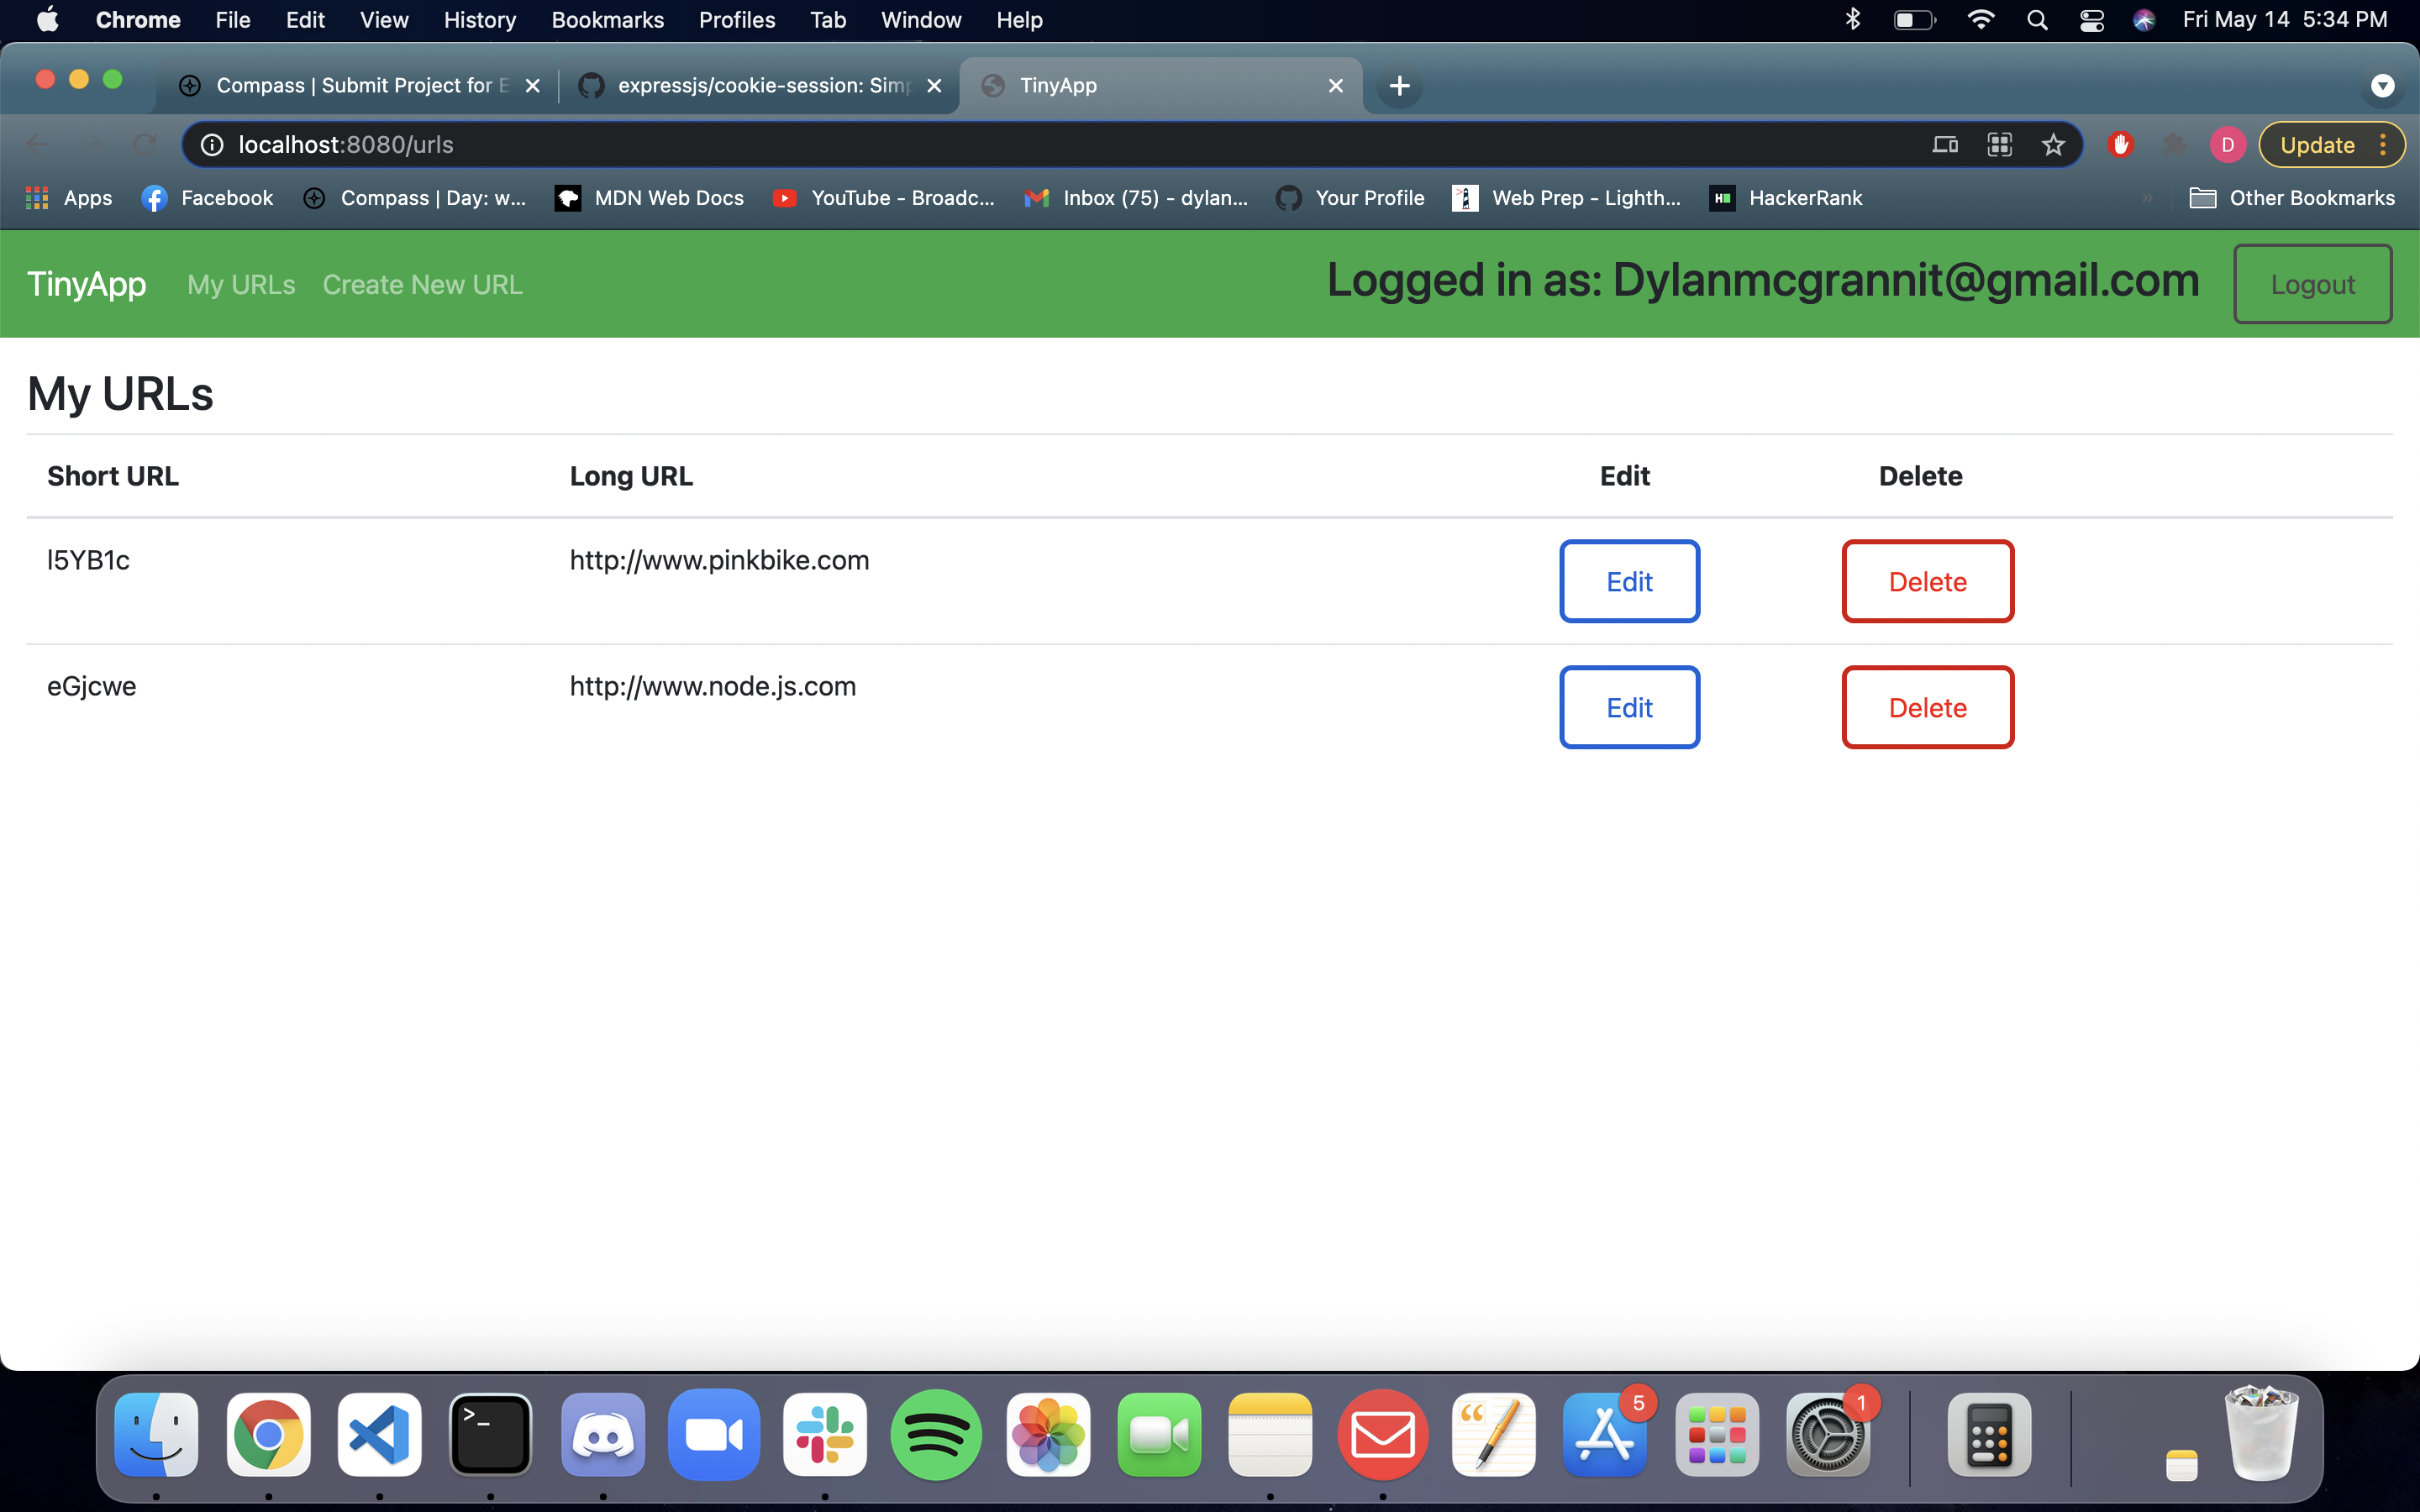 Chrome File Edit View History Bookmarks Profiles Tab Window Help Fri May 14 5:34 PM
Compass | Submit Project for E expressjs/cookie-session: Simp TinyApp
localhost:8080/urls D Update
Apps Facebook Compass | Day: w... MDN Web Docs YouTube - Broadc... Inbox (75) - dylan... Your Profile Web Prep - Lighth... HackerRank Other Bookmarks
TinyApp My URLs Create New URL Logged in as: Dylanmcgrannit@gmail.com Logout
My URLs
Short URL Long URL Edit Delete
l5YB1c http://www.pinkbike.com Edit Delete
eGjcwe http://www.node.js.com Edit Delete
5 1